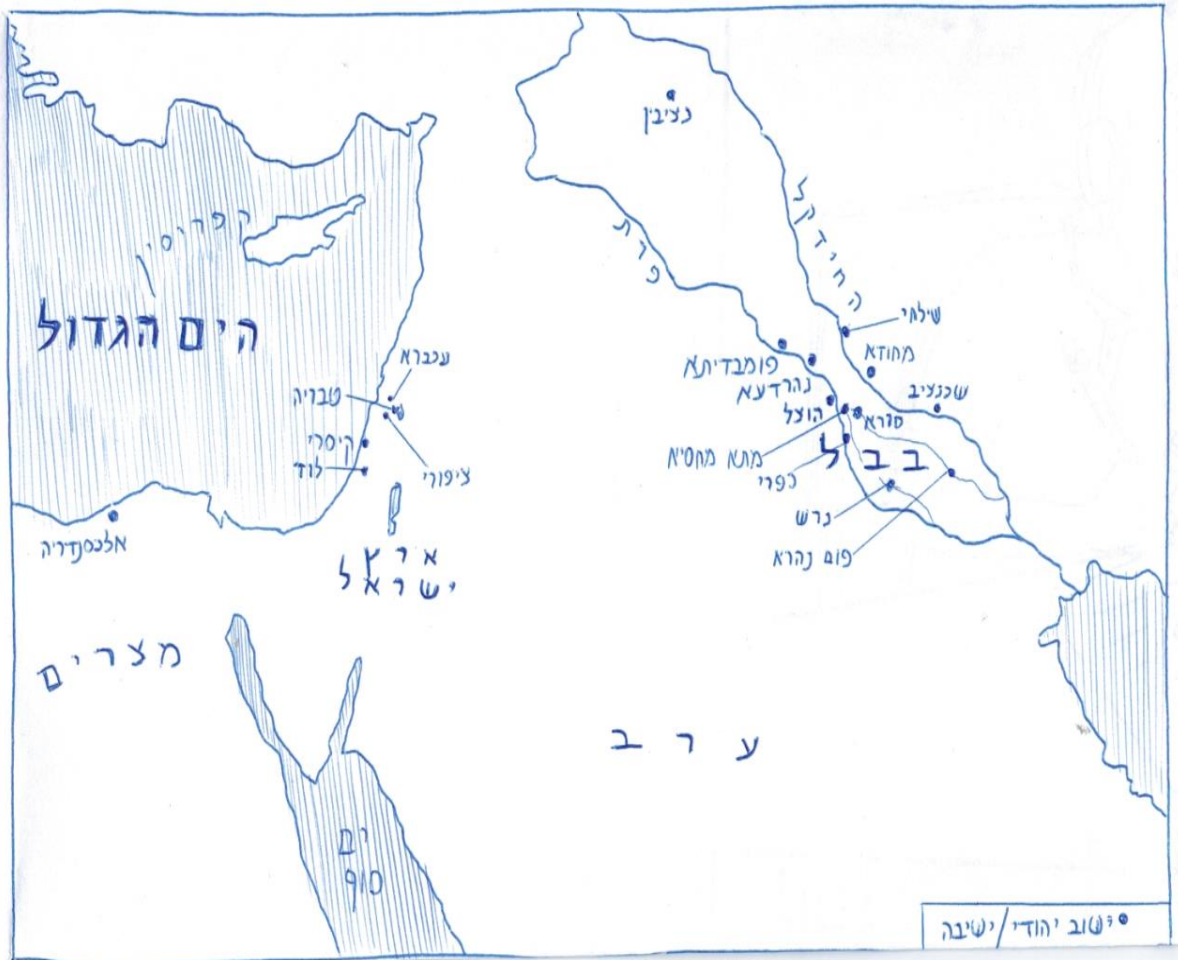 נציבין
החידקל
פרת
קפריסין
הים הגדול
שילחי
מחוזא
שכנציב
פומבדיתא
נהרדעא
הוצל
סורא
מתא מחסיא
כפרי
בבל
נרש
פום נהרא
עכברא
טבריה
קיסרי
לוד
ציפורי
אלכסנדריה
ארץ
ישראל
מצרים
ערב
ים
סוף
ישוב יהודי/ישיבה